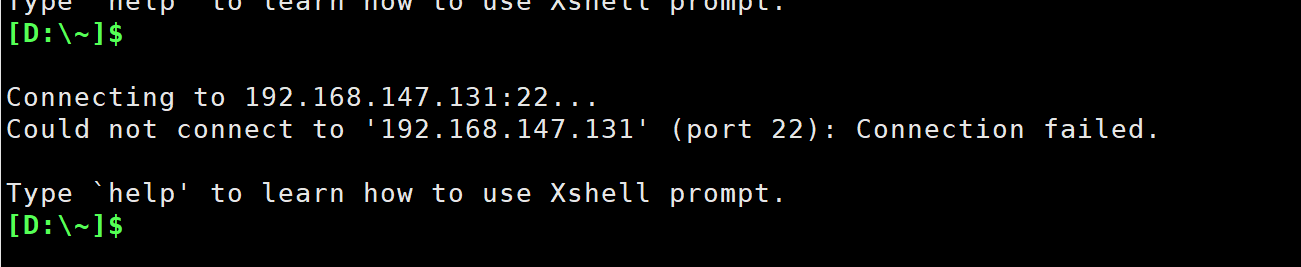 Type `help' to learn how to use Xshell prompt.
[D:\~]$
Connecting to 192.168.147.131:22...
Could not connect to '192.168.147.131' (port 22): Connection failed.
Type `help' to learn how to use Xshell prompt.
[D:\~]$